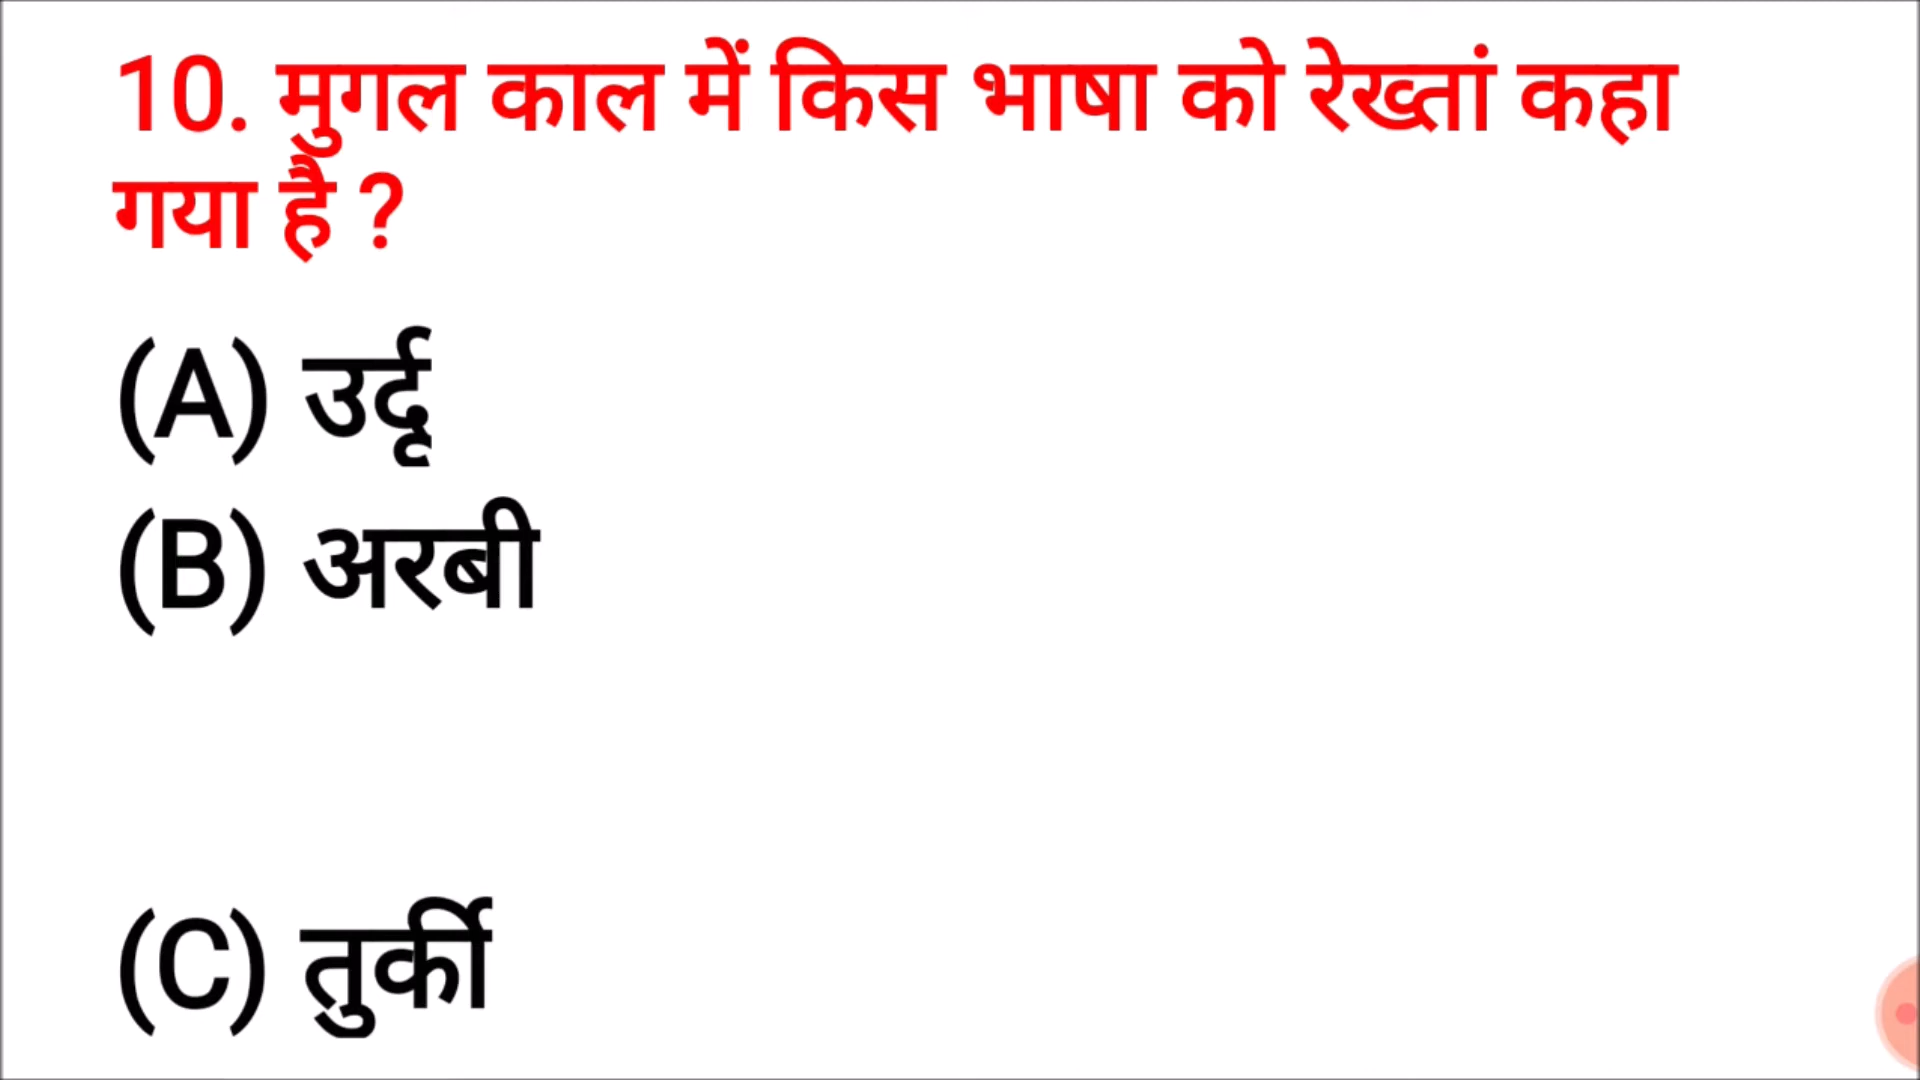 10. मुगल काल में किस भाषा को रेख्तां कहा
गया है ?
(A) उर्दू
(B) अरबी
(C) तुर्की